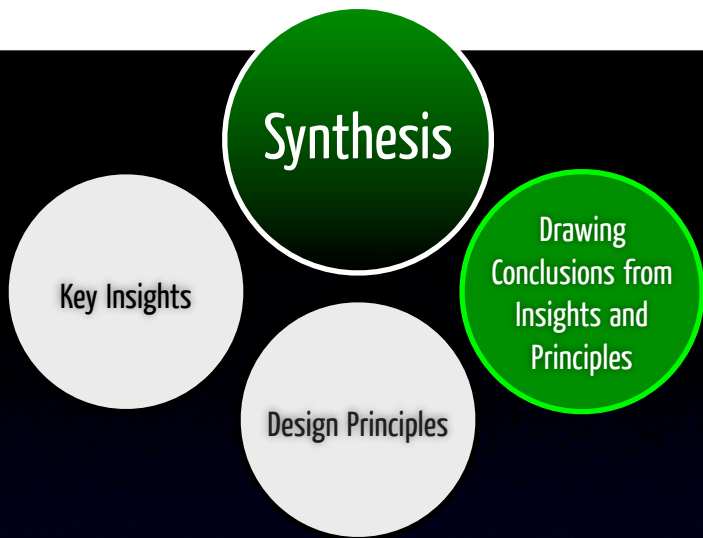 Synthesis
Key Insights
Design Principles
Drawing
Conclusions from
Insights and
Principles